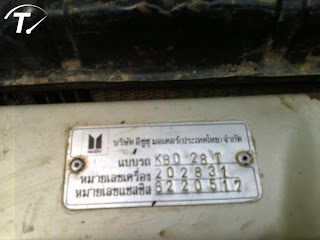 T
บริษัท อีซูซุ มอเตอร์(ประเทศไทย)จำกัด
ISUZU
แบบรถ KBD 28 T
หมายเลขเครื่อง 202831
หมายเลขแชสซิส 6220517